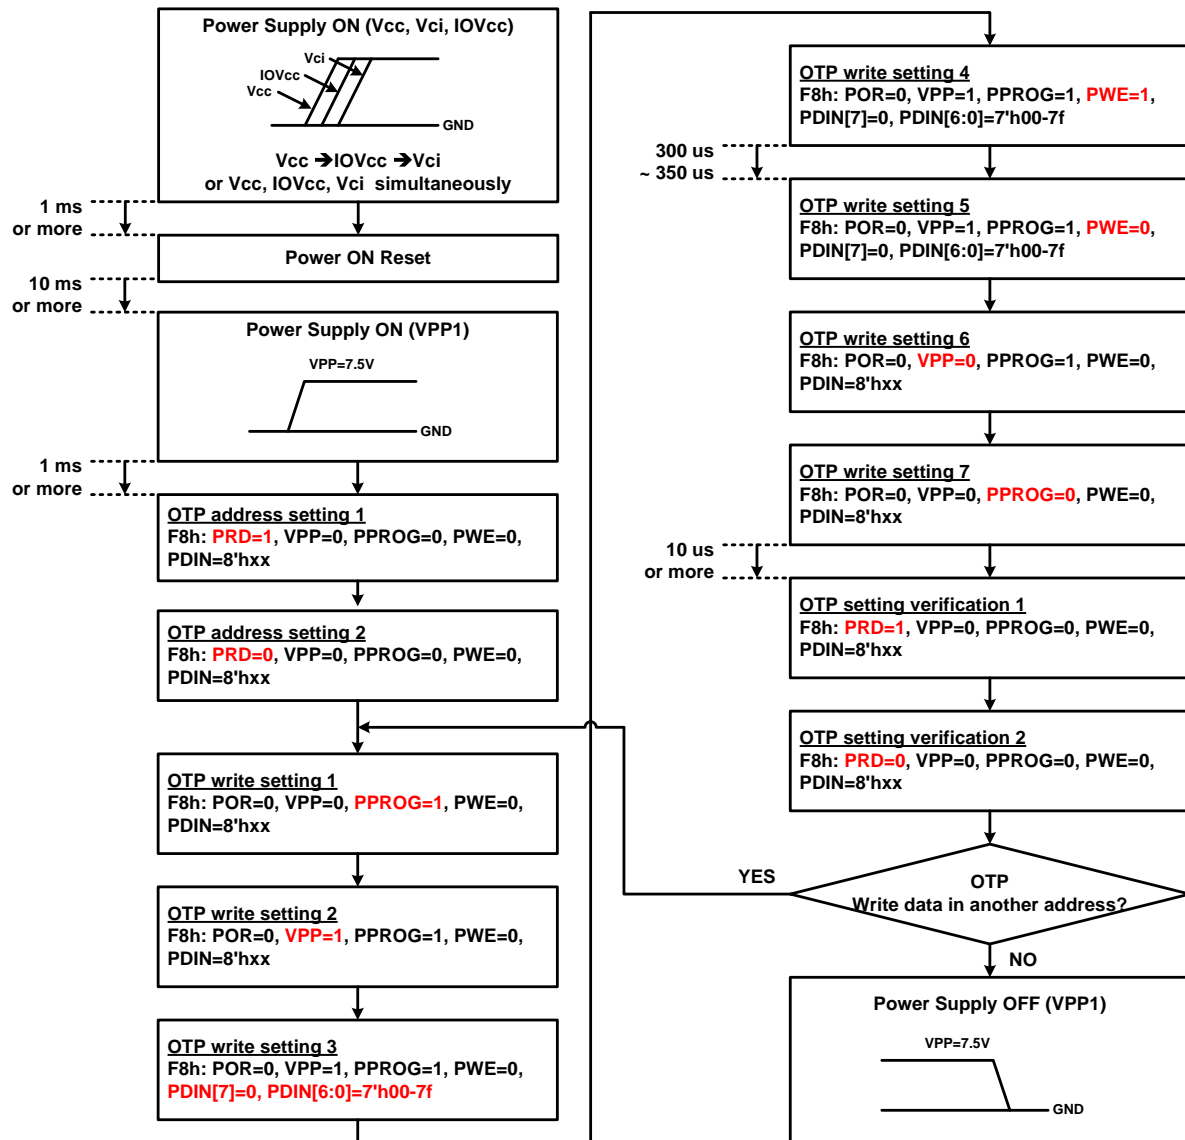 Power Supply ON (Vcc, Vci, IOVcc)
Vci
IOVcc
Vcc
GND
Vcc ➔IOVcc ➔Vci
or Vcc, IOVcc, Vci simultaneously
1 ms
or more
Power ON Reset
10 ms
or more
Power Supply ON (VPP1)
VPP=7.5V
GND
1 ms
or more
OTP address setting 1
F8h: PRD=1, VPP=0, PPROG=0, PWE=0,
PDIN=8'hxx
OTP address setting 2
F8h: PRD=0, VPP=0, PPROG=0, PWE=0,
PDIN=8'hxx
OTP write setting 1
F8h: POR=0, VPP=0, PPROG=1, PWE=0,
PDIN=8'hxx
OTP write setting 2
F8h: POR=0, VPP=1, PPROG=1, PWE=0,
PDIN=8'hxx
OTP write setting 3
F8h: POR=0, VPP=1, PPROG=1, PWE=0,
PDIN[7]=0, PDIN[6:0]=7'h00-7f
OTP write setting 4
F8h: POR=0, VPP=1, PPROG=1, PWE=1,
PDIN[7]=0, PDIN[6:0]=7'h00-7f
300 us
~ 350 us
OTP write setting 5
F8h: POR=0, VPP=1, PPROG=1, PWE=0,
PDIN[7]=0, PDIN[6:0]=7'h00-7f
OTP write setting 6
F8h: POR=0, VPP=0, PPROG=1, PWE=0,
PDIN=8'hxx
OTP write setting 7
F8h: POR=0, VPP=0, PPROG=0, PWE=0,
PDIN=8'hxx
10 us
or more
OTP setting verification 1
F8h: PRD=1, VPP=0, PPROG=0, PWE=0,
PDIN=8'hxx
OTP setting verification 2
F8h: PRD=0, VPP=0, PPROG=0, PWE=0,
PDIN=8'hxx
YES
OTP
Write data in another address?
NO
Power Supply OFF (VPP1)
VPP=7.5V
GND